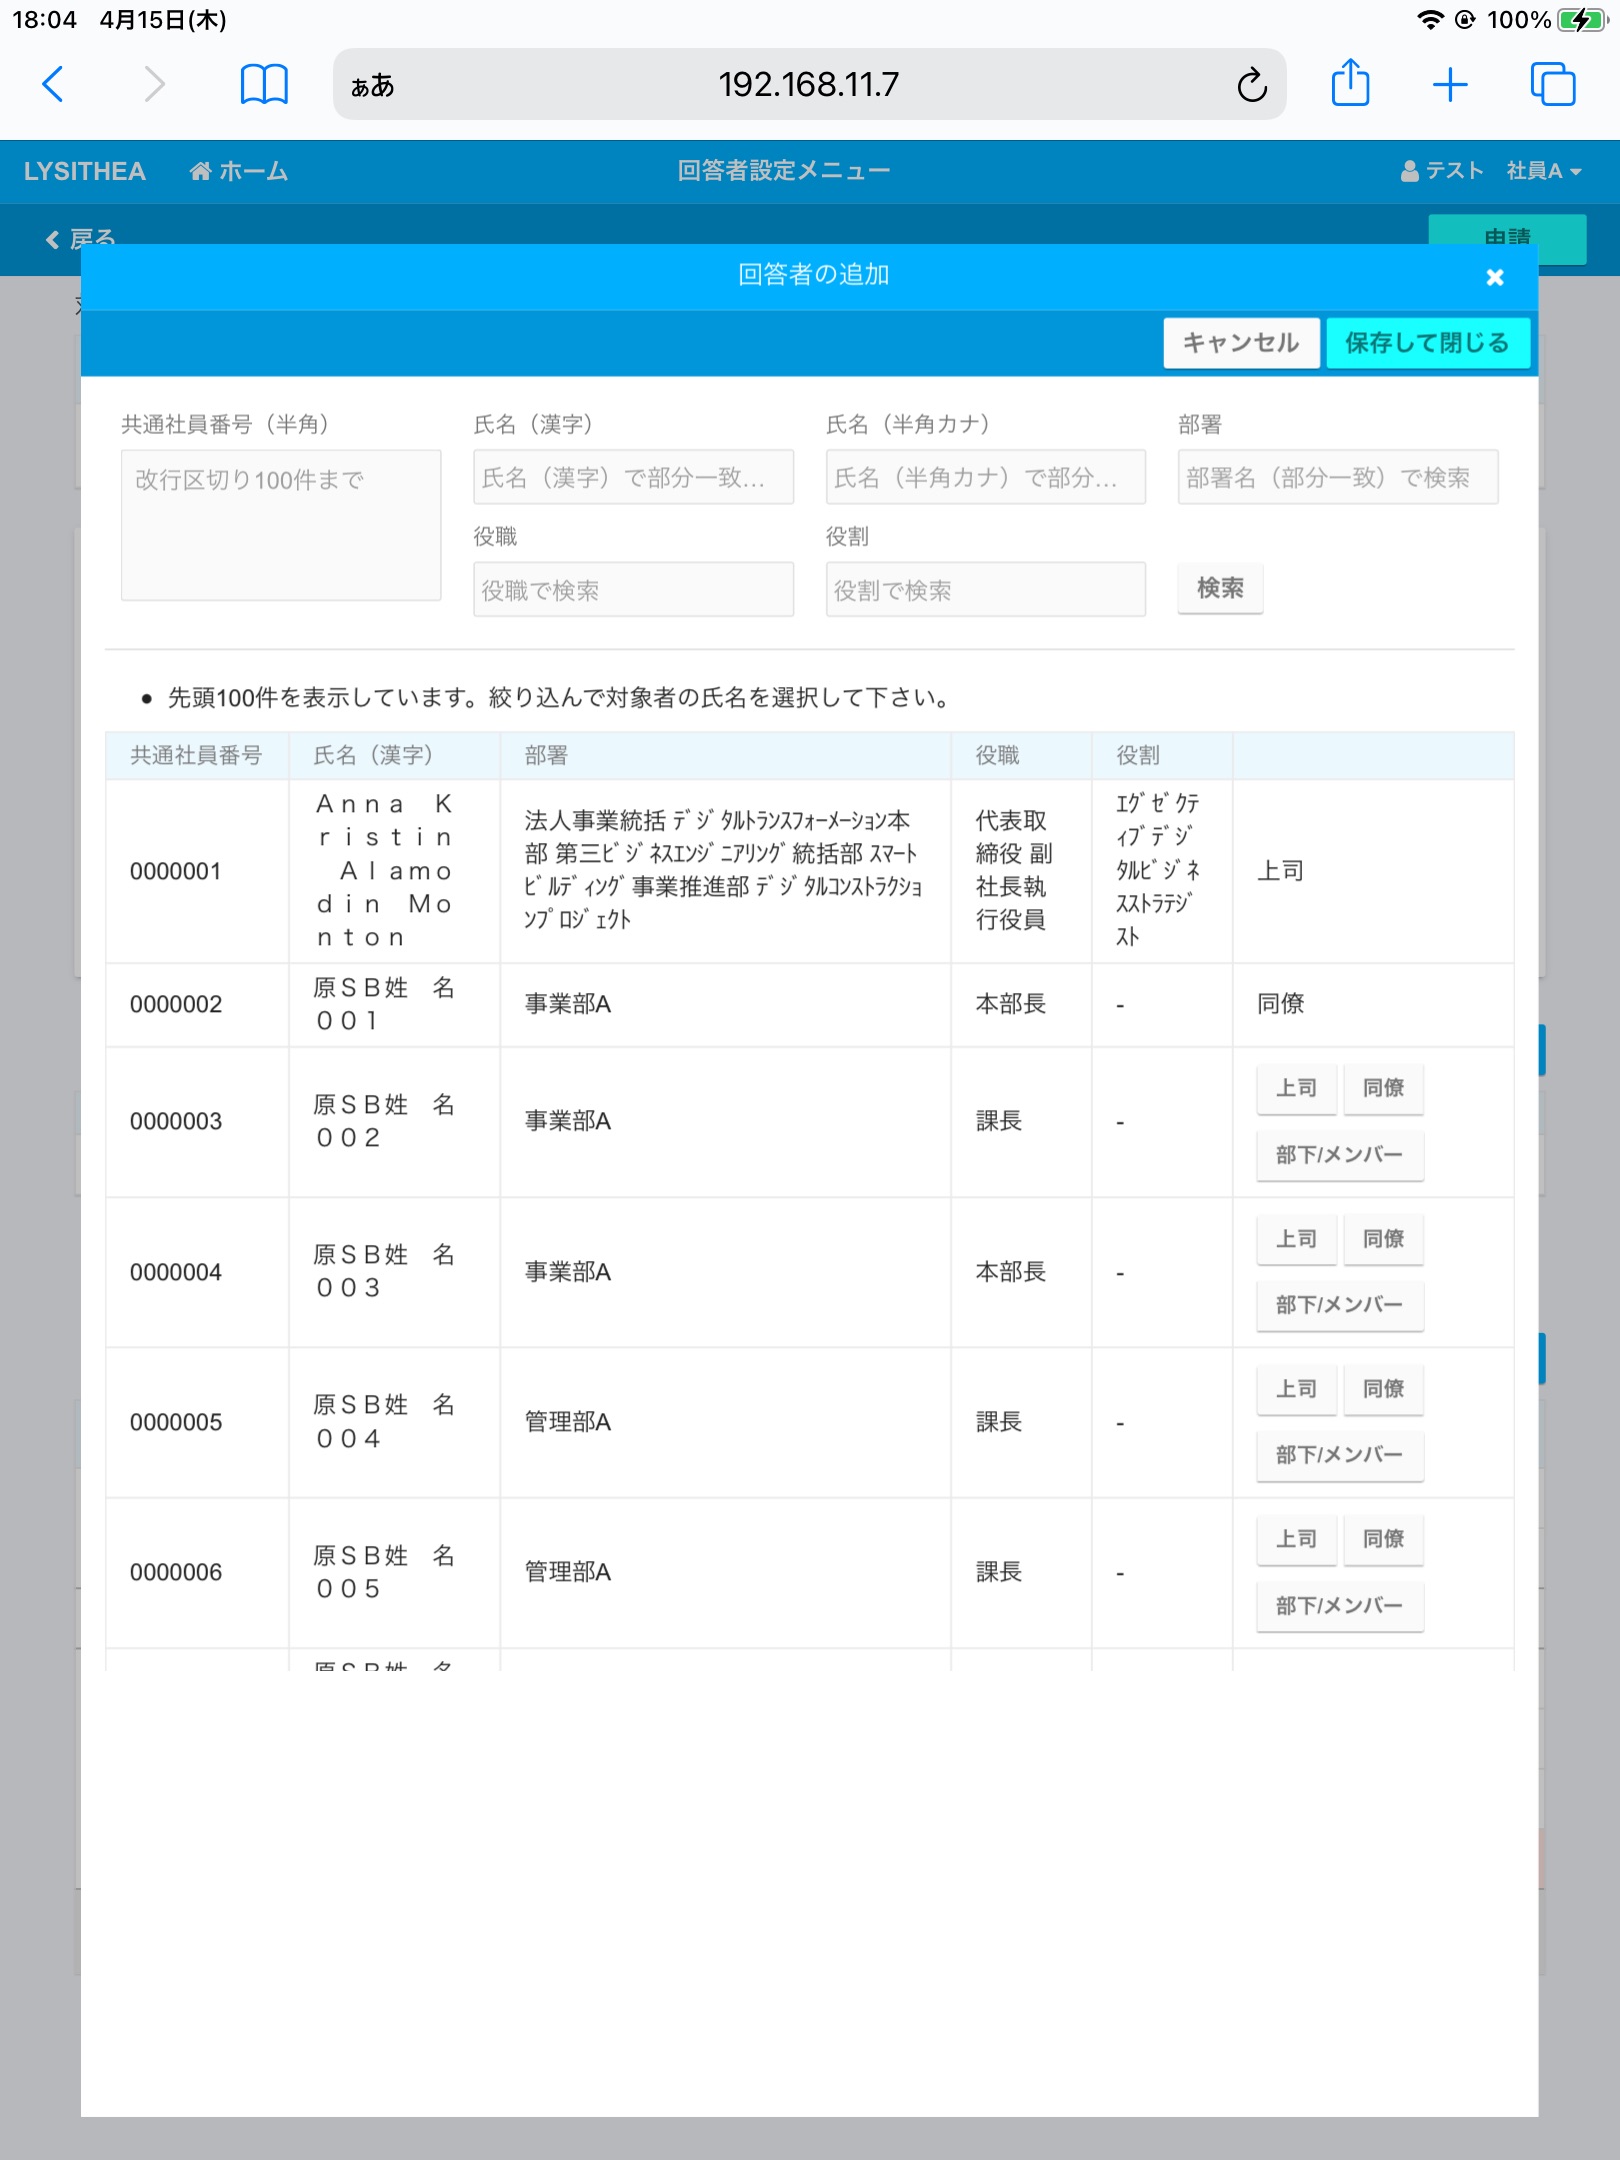 18:04 4月15日(木) 100%
ぁあ 192.168.11.7
LYSITHEA ホーム 回答者設定メニュー テスト 社員A
戻る 申請
回答者の追加
キャンセル 保存して閉じる
共通社員番号（半角） 氏名（漢字） 氏名（半角カナ） 部署
改行区切り100件まで 氏名（漢字）で部分一致... 氏名（半角カナ）で部分... 部署名（部分一致）で検索
役職 役割
役職で検索 役割で検索 検索
• 先頭100件を表示しています。絞り込んで対象者の氏名を選択して下さい。
共通社員番号 氏名（漢字） 部署 役職 役割
0000001
Ａｎｎａ　Ｋ
ｒｉｓｔｉｎ
　Ａｌａｍｏ
ｄｉｎ　Ｍｏ
ｎｔｏｎ
法人事業統括 ﾃﾞｼﾞﾀﾙﾄﾗﾝｽﾌｫｰﾒｰｼｮﾝ本
部 第三ﾋﾞｼﾞﾈｽｴﾝｼﾞﾆｱﾘﾝｸﾞ統括部 ｽﾏｰﾄ
ﾋﾞﾙﾃﾞｨﾝｸﾞ事業推進部 ﾃﾞｼﾞﾀﾙｺﾝｽﾄﾗｸｼｮ
ﾝﾌﾟﾛｼﾞｪｸﾄ
代表取
締役 副
社長執
行役員
ｴｸﾞｾﾞｸﾃ
ｨﾌﾞﾃﾞｼﾞ
ﾀﾙﾋﾞｼﾞﾈ
ｽｽﾄﾗﾃｼﾞ
ｽﾄ
上司
0000002
原ＳＢ姓　名
００１
事業部A 本部長 - 同僚
0000003
原ＳＢ姓　名
００２
事業部A 課長 -
上司 同僚
部下/メンバー
0000004
原ＳＢ姓　名
００３
事業部A 本部長 -
上司 同僚
部下/メンバー
0000005
原ＳＢ姓　名
００４
管理部A 課長 -
上司 同僚
部下/メンバー
0000006
原ＳＢ姓　名
００５
管理部A 課長 -
上司 同僚
部下/メンバー
原ＳＢ姓　名